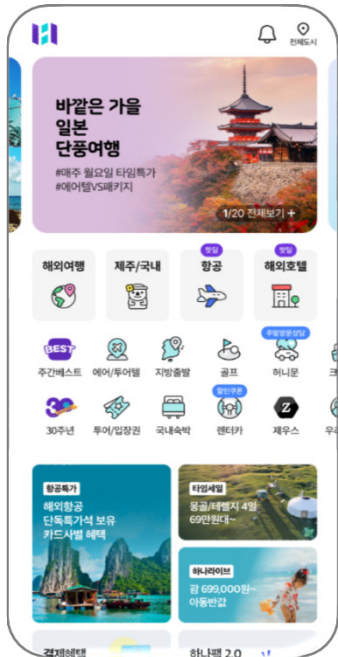 전체도시
바깥은 가을
일본
단풍여행
#매주 월요일 타임특가
#에어텔VS패키지
1/20 전체보기 +
핫딜
핫딜
해외여행
제주/국내
항공
해외호텔
주말방문상담
BEST
주간베스트
에어/투어텔
지방출발
골프
허니문
할인쿠폰
30
Z
30주년
투어/입장권
국내숙박
렌터카
제우스
항공특가
해외항공
단독특가석 보유
카드사별 혜택
타임세일
몽골/테렐지 4일
69만원대~
하나라이브
괌 699,000원~
아동반값
결제혜택
하나팩 2.0